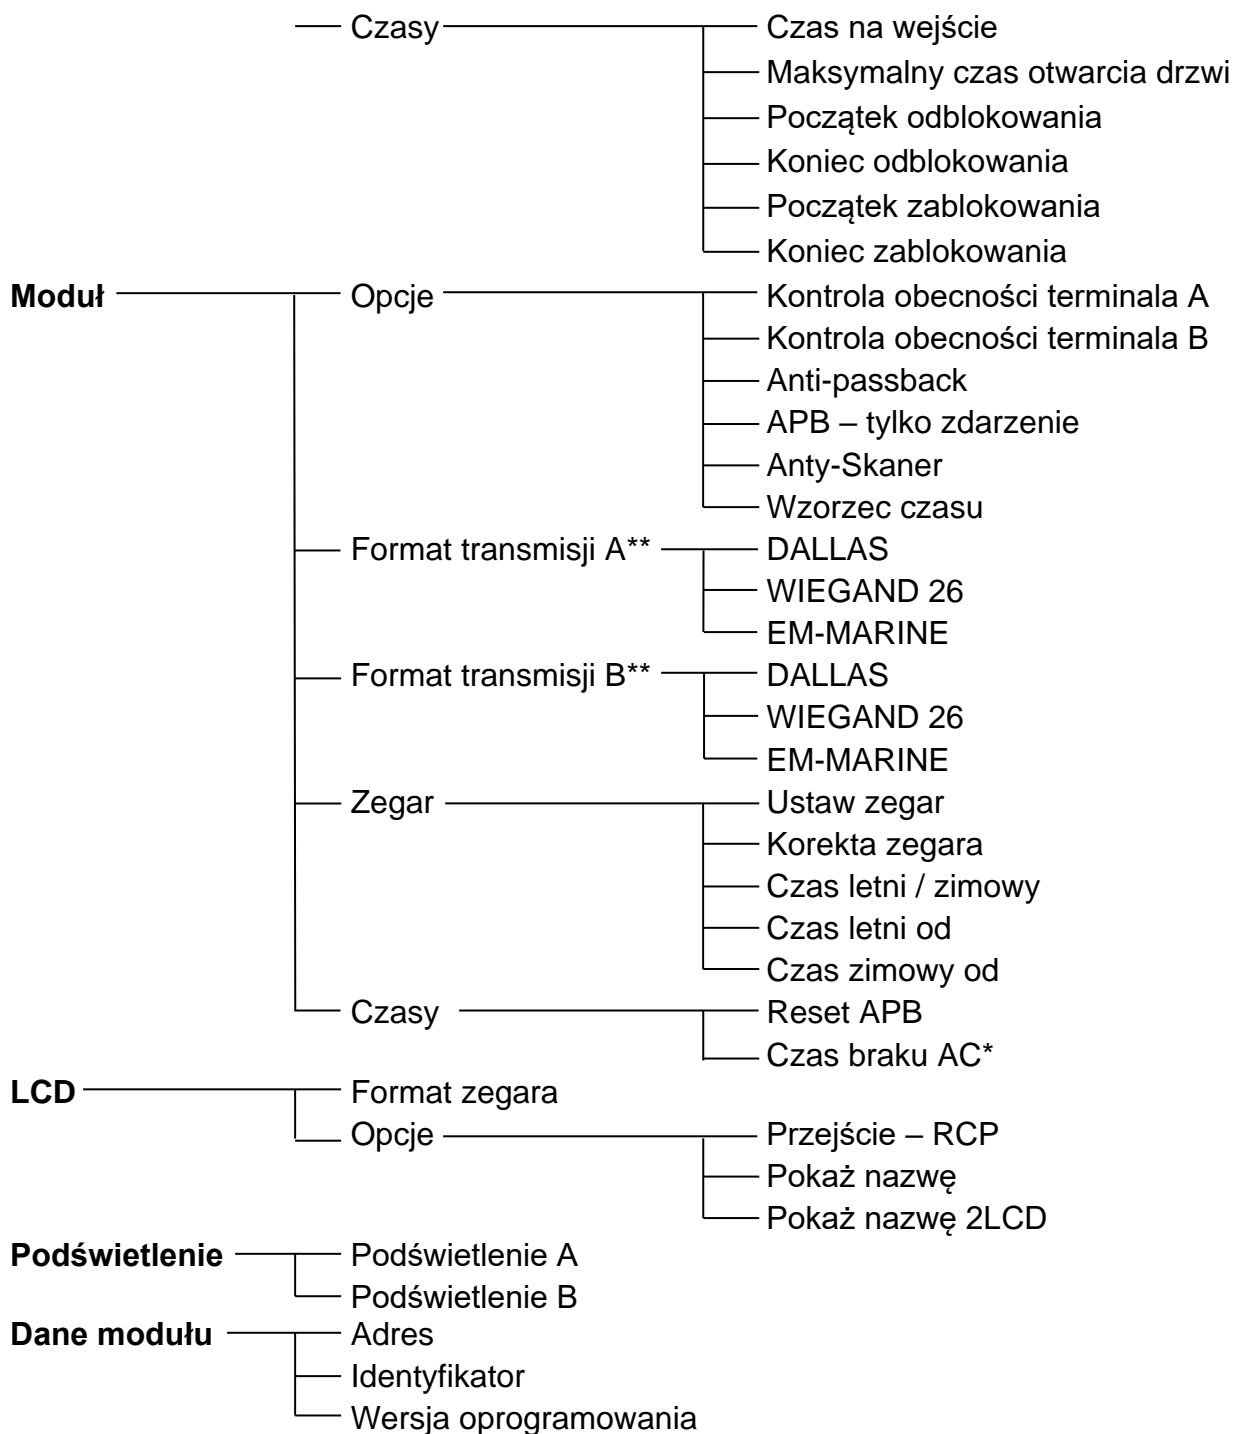 Czasy Czas na wejście
Maksymalny czas otwarcia drzwi
Początek odblokowania
Koniec odblokowania
Początek zablokowania
Koniec zablokowania
Moduł Opcje Kontrola obecności terminala A
Kontrola obecności terminala B
Anti-passback
APB – tylko zdarzenie
Anty-Skaner
Wzorzec czasu
Format transmisji A** DALLAS
WIEGAND 26
EM-MARINE
Format transmisji B** DALLAS
WIEGAND 26
EM-MARINE
Zegar Ustaw zegar
Korekta zegara
Czas letni / zimowy
Czas letni od
Czas zimowy od
Czasy Reset APB
Czas braku AC*
LCD Format zegara
Opcje Przejście – RCP
Pokaż nazwę
Pokaż nazwę 2LCD
Podświetlenie Podświetlenie A
Podświetlenie B
Dane modułu Adres
Identyfikator
Wersja oprogramowania